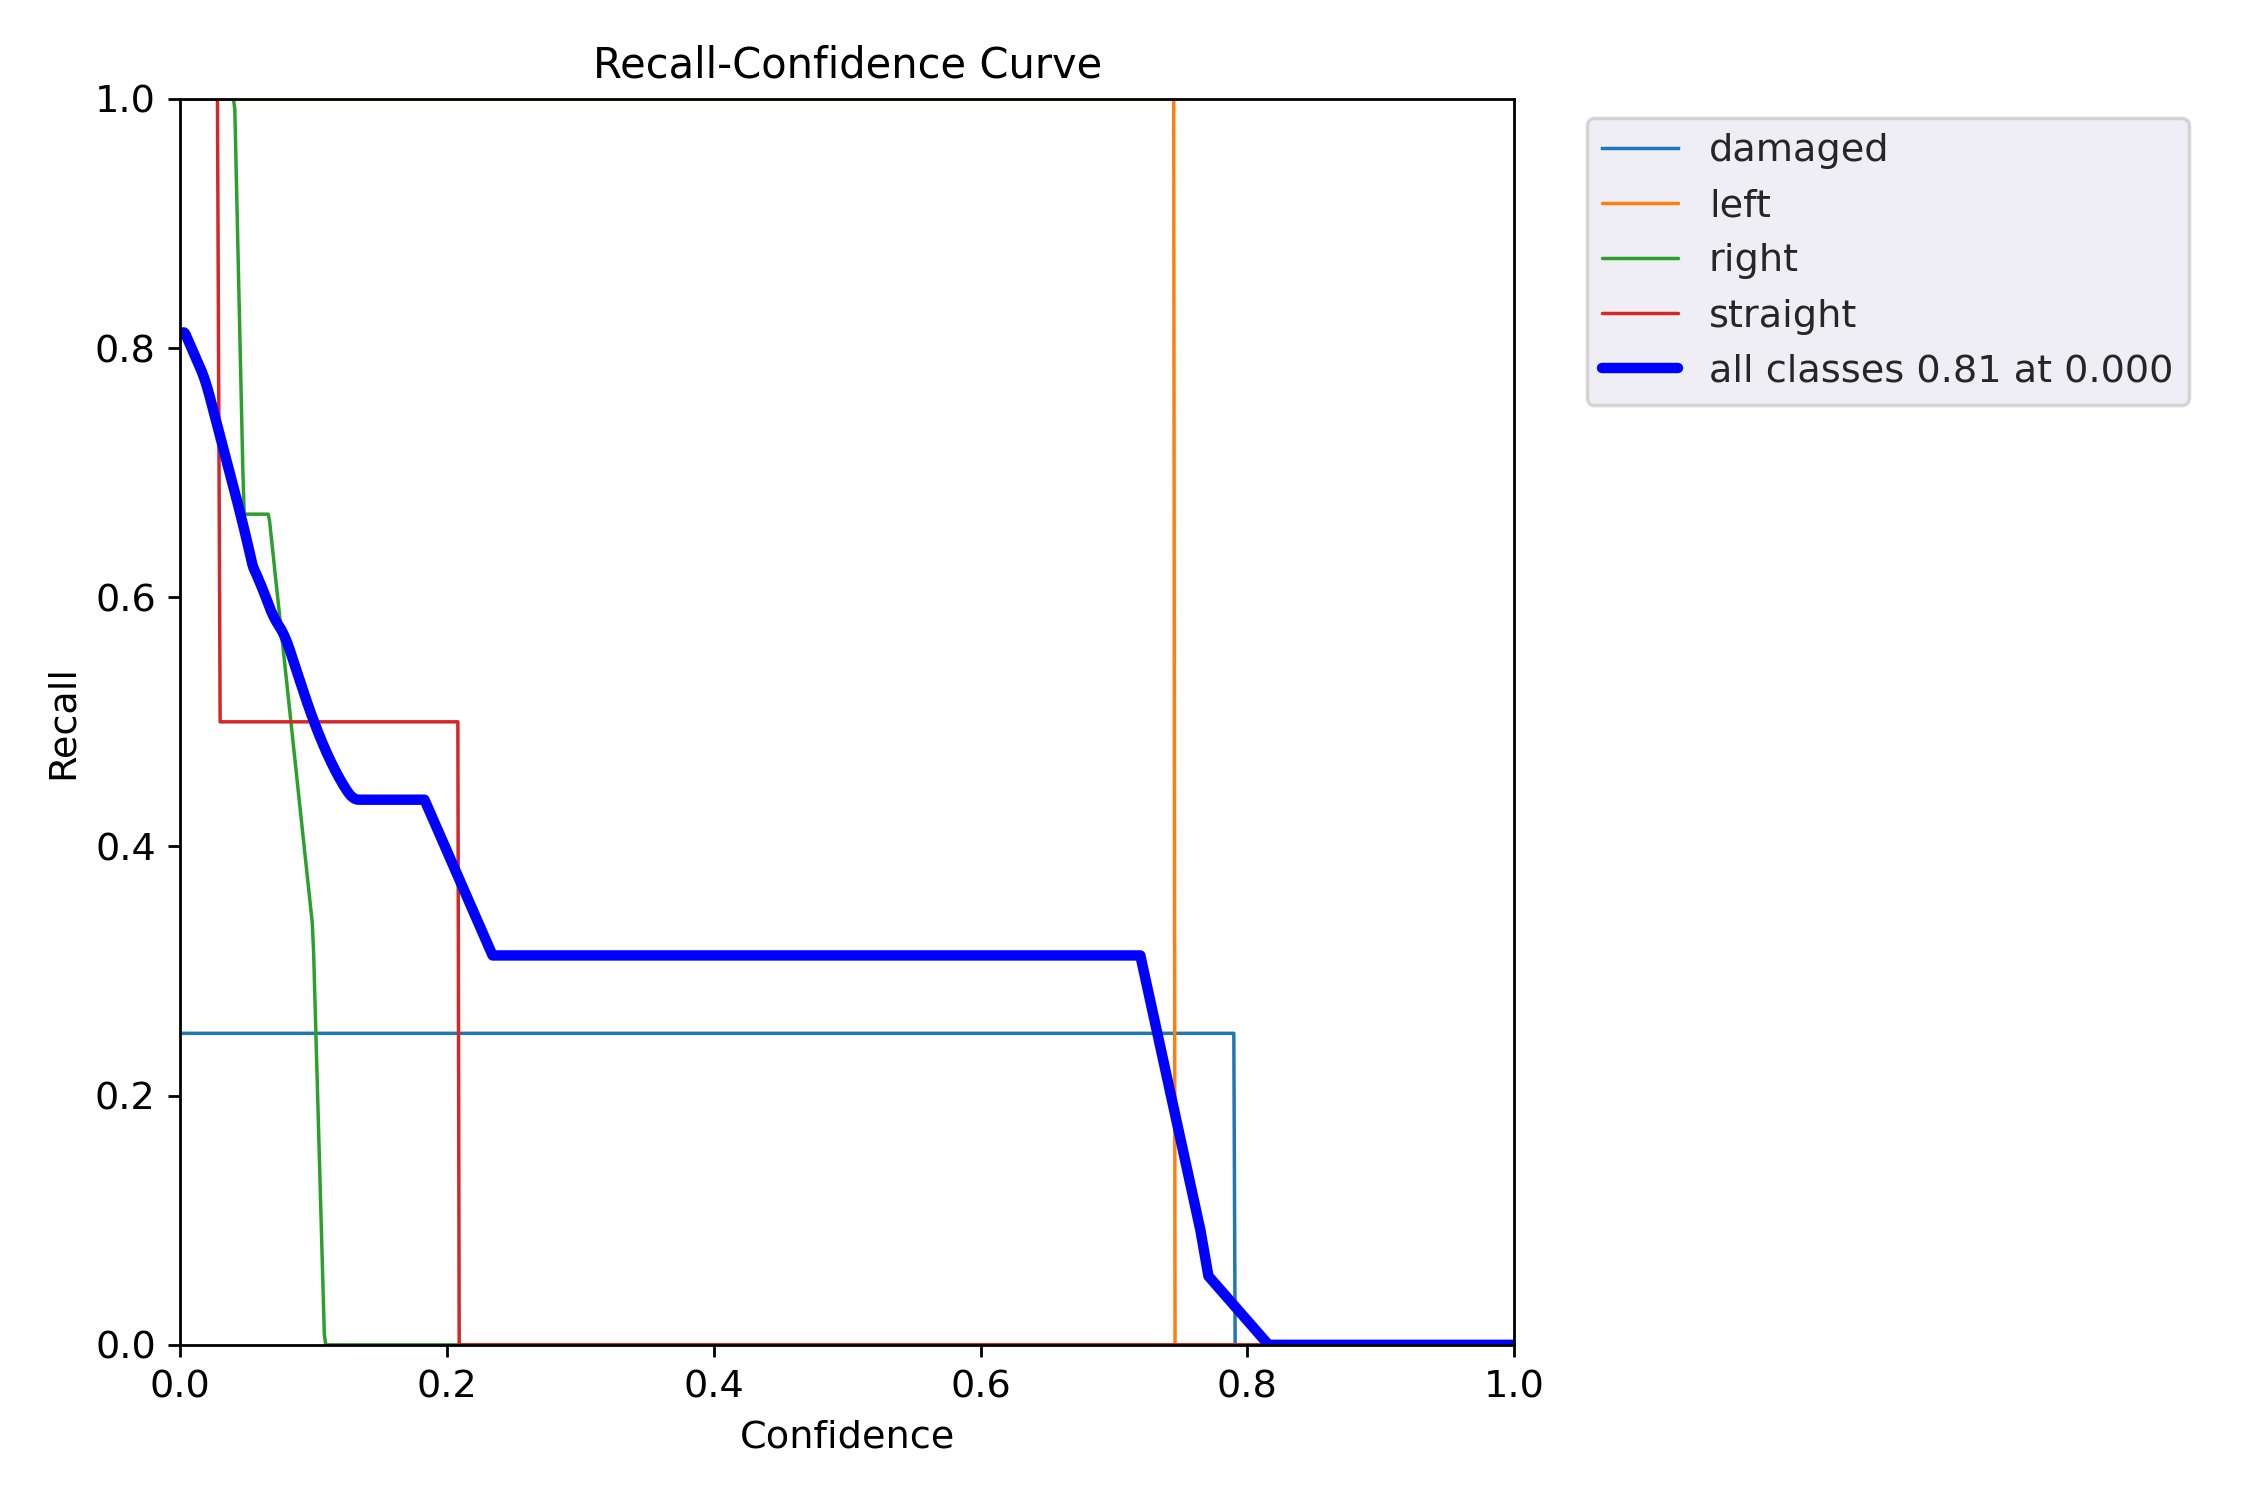 Recall-Confidence Curve
1.0
0.8
0.6
0.4
0.2
0.0
Recall
0.0 0.2 0.4 0.6 0.8 1.0
Confidence
damaged
left
right
straight
all classes 0.81 at 0.000